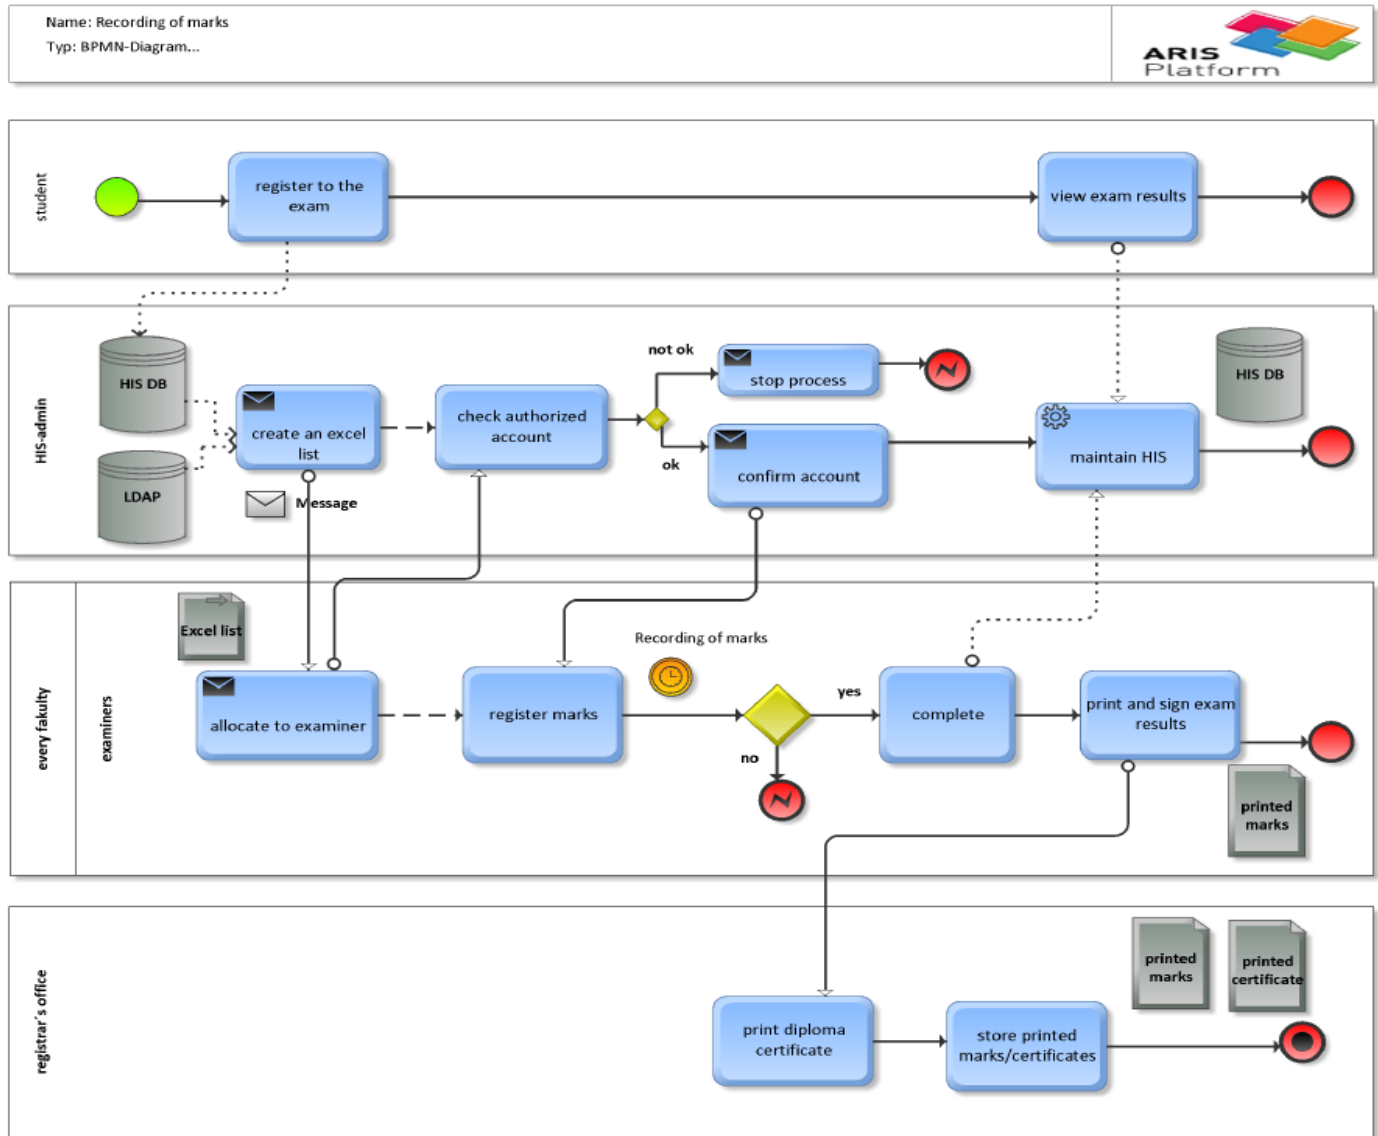 Name: Recording of marks
Typ: BPMN-Diagram...
ARIS
Platform
student
register to the
exam
view exam results
HIS-admin
HIS DB
LDAP
create an excel
list
Message
check authorized
account
not ok
ok
stop process
confirm account
maintain HIS
HIS DB
every fakulty
examiners
Excel list
allocate to examiner
register marks
Recording of marks
yes
no
complete
print and sign exam
results
printed
marks
registrar´s office
print diploma
certificate
store printed
marks/certificates
printed
marks
printed
certificate